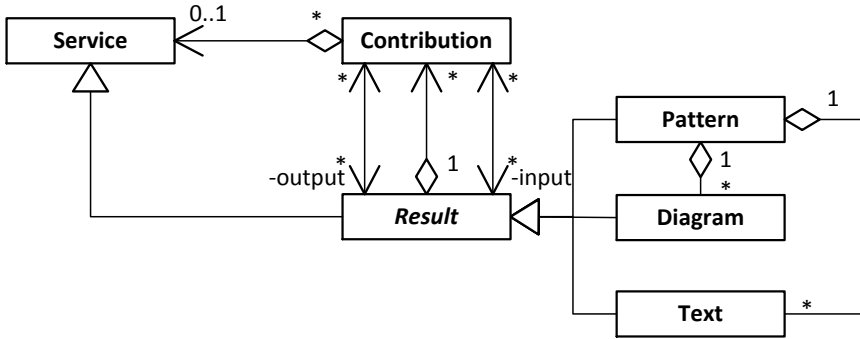 0..1
*
Service
Contribution
*
*
*
Pattern
1
*
*
1
-output
1
-input
*
Result
Diagram
Text
*